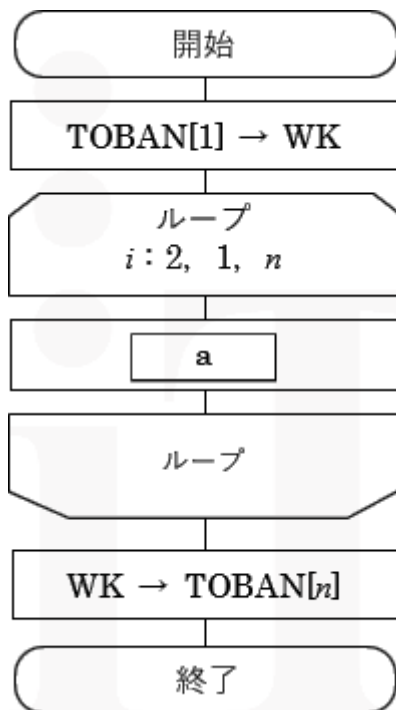 開始
TOBAN[1] → WK
ループ
i：2, 1, n
a
ループ
WK → TOBAN[n]
終了